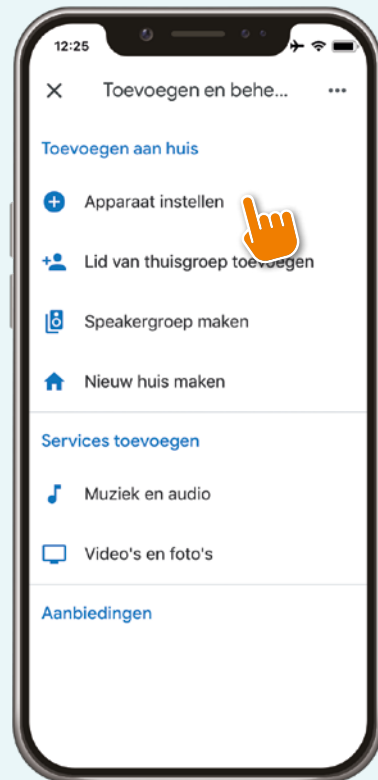 12:25
Toevoegen en behe...
Toevoegen aan huis
Apparaat instellen
Lid van thuisgroep toevoegen
Speakergroep maken
Nieuw huis maken
Services toevoegen
Muziek en audio
Video's en foto's
Aanbiedingen